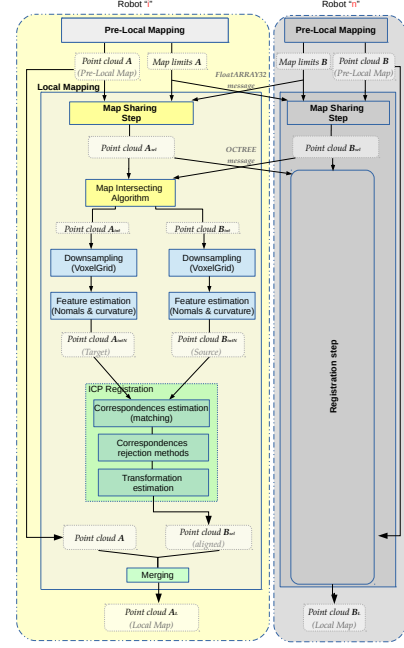 Robot "i"
Robot "n"
Pre-Local Mapping
Pre-Local Mapping
Point cloud A
(Pre-Local Map)
Map limits A
Map limits B
Point cloud B
(Pre-Local Map)
FloatARRAY32
message
Local Mapping
Map Sharing
Step
Map Sharing
Step
Point cloud Asel
OCTREE
message
Point cloud Bsel
Map Intersecting
Algorithm
Point cloud Aint
Point cloud Bint
Downsampling
(VoxelGrid)
Downsampling
(VoxelGrid)
Feature estimation
(Nomals & curvature)
Feature estimation
(Nomals & curvature)
Point cloud AintN
(Target)
Point cloud BintN
(Source)
Registration step
ICP Registration
Correspondences estimation
(matching)
Correspondences
rejection methods
Transformation
estimation
Point cloud A
Point cloud Bsel
(aligned)
Merging
Point cloud AL
(Local Map)
Point cloud BL
(Local Map)